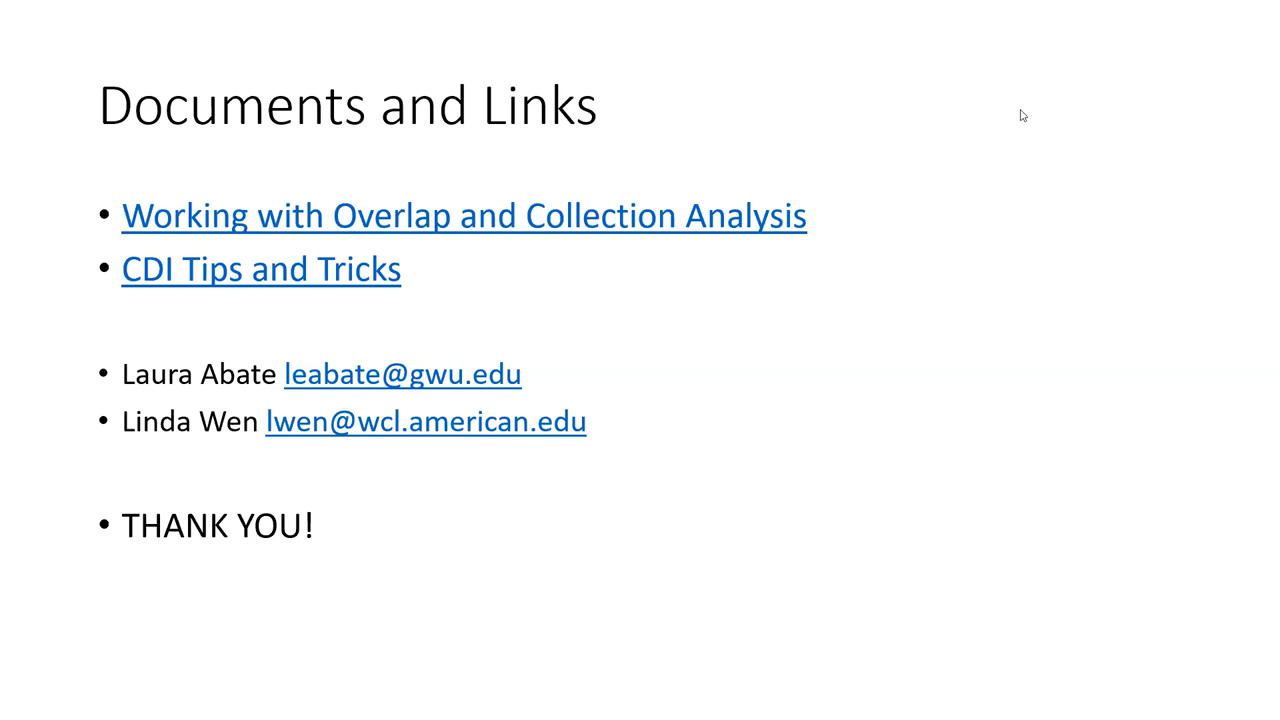 Documents and Links
• Working with Overlap and Collection Analysis
• CDI Tips and Tricks
• Laura Abate leabate@gwu.edu
• Linda Wen lwen@wcl.american.edu
• THANK YOU!